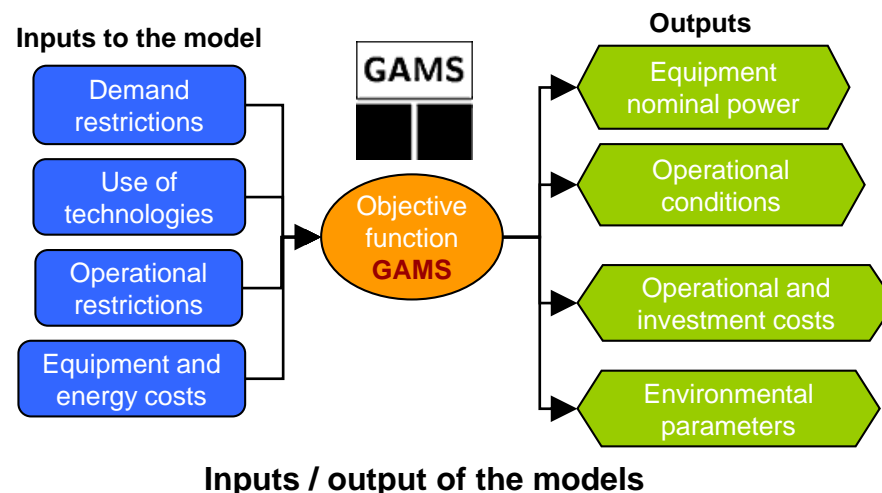 Inputs to the model
Demand
restrictions
Use of
technologies
Operational
restrictions
Equipment and
energy costs
GAMS
Objective
function
GAMS
Outputs
Equipment
nominal power
Operational
conditions
Operational and
investment costs
Environmental
parameters
Inputs / output of the models